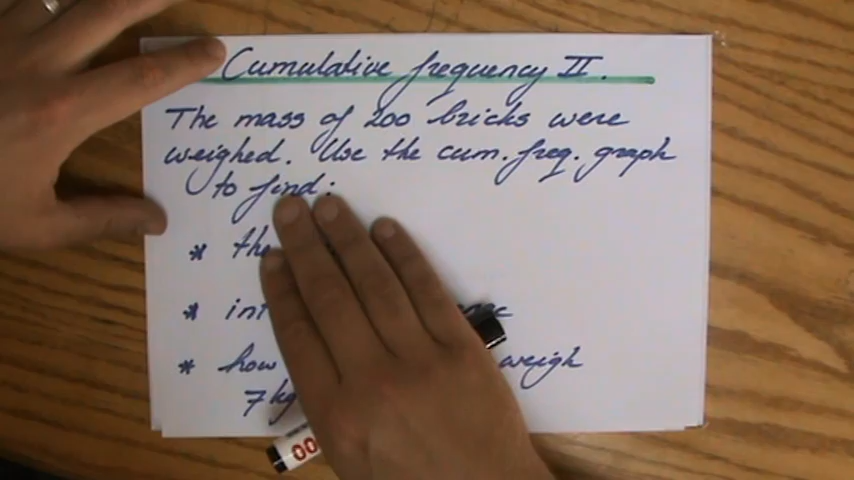 Cumulative frequency II.
The mass of 200 bricks were
weighed. Use the cum. freq. graph
to find:
* the
*
* how weigh
7kg
00